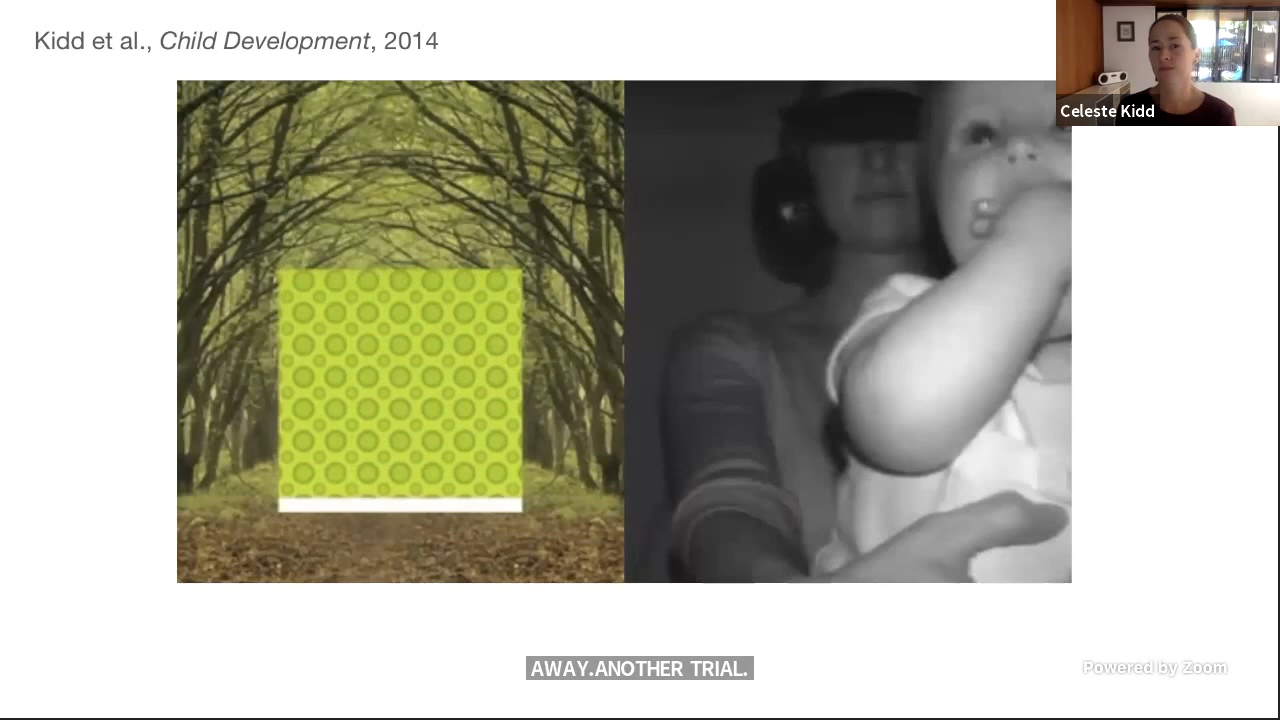 Kidd et al., Child Development, 2014
Celeste Kidd
AWAY.ANOTHER TRIAL.
Powered by Zoom